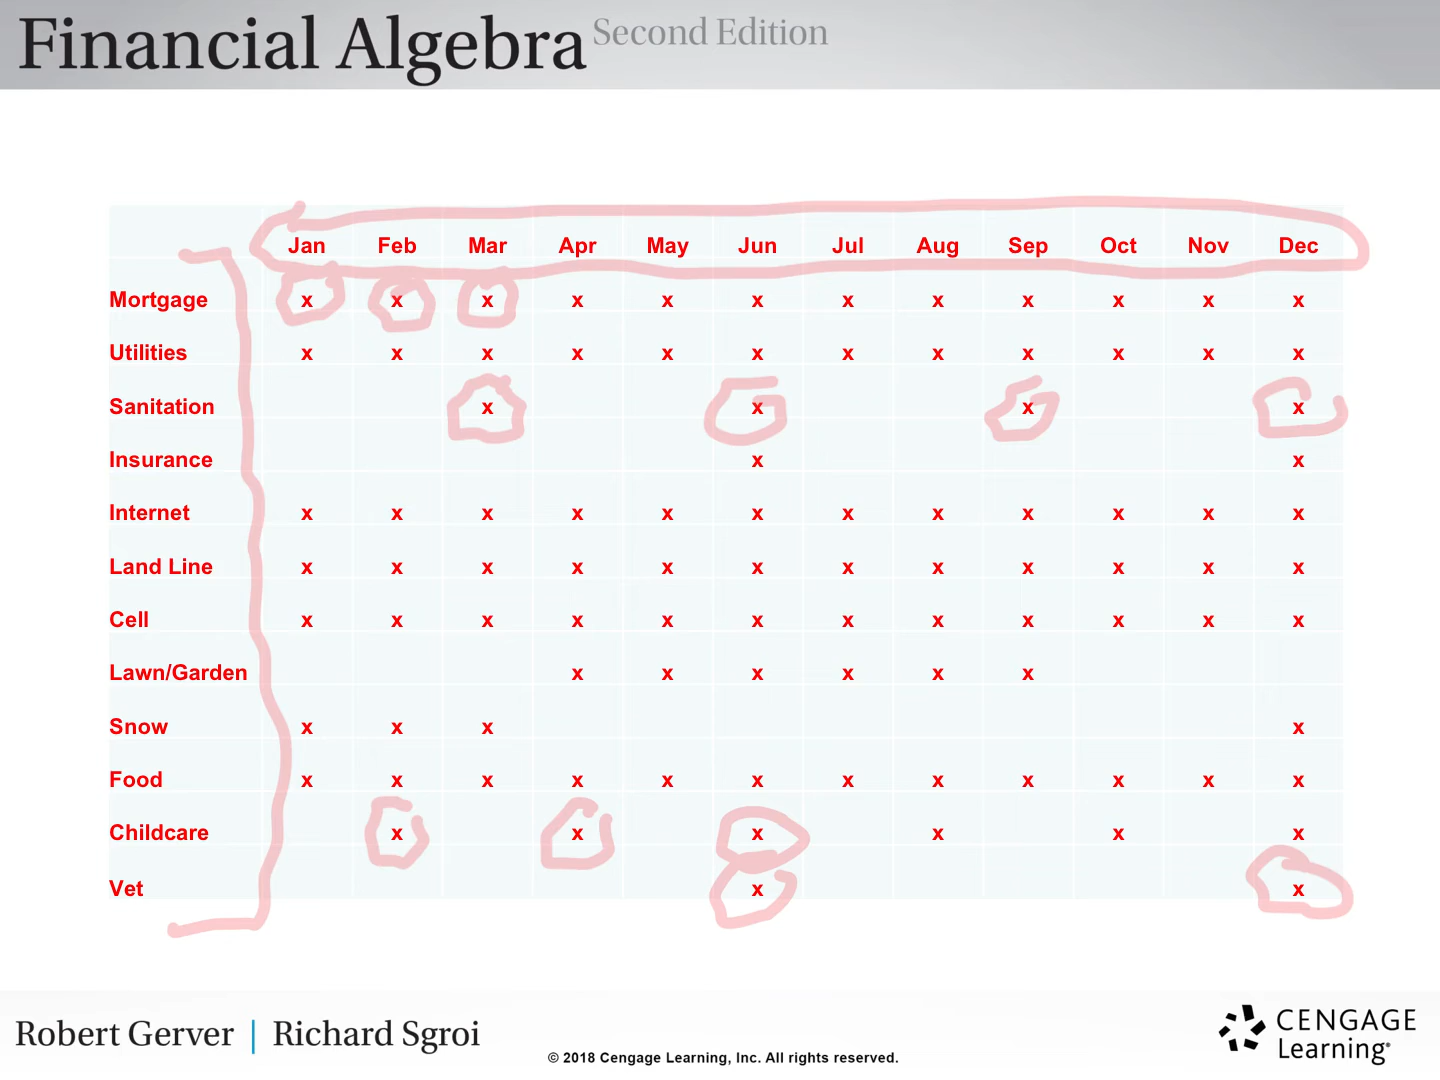 Financial Algebra Second Edition
Jan Feb Mar Apr May Jun Jul Aug Sep Oct Nov Dec
Mortgage x x x x x x x x x x x x
Utilities x x x x x x x x x x x x
Sanitation x x x x
Insurance x x
Internet x x x x x x x x x x x x
Land Line x x x x x x x x x x x x
Cell x x x x x x x x x x x x
Lawn/Garden x x x x x x
Snow x x x x
Food x x x x x x x x x x x x
Childcare x x x x x x
Vet x x
Robert Gerver | Richard Sgroi
© 2018 Cengage Learning, Inc. All rights reserved.
CENGAGE
Learning®